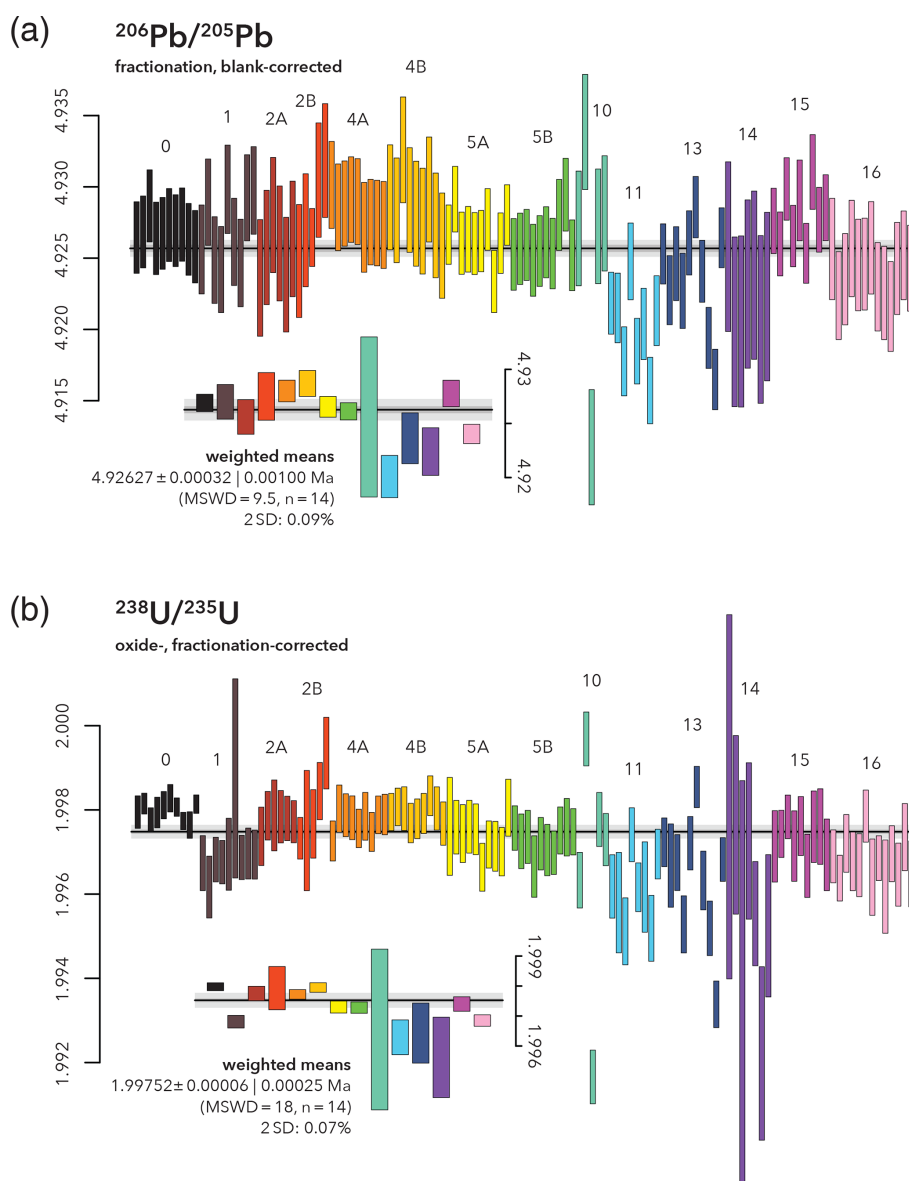 (a)
²⁰⁶Pb/²⁰⁵Pb
fractionation, blank-corrected
0
1
2A
2B
4A
4B
5A
5B
10
11
13
14
15
16
4.935
4.930
4.925
4.920
4.915
4.93
4.92
weighted means
4.92627 ± 0.00032 | 0.00100 Ma
(MSWD = 9.5, n = 14)
2 SD: 0.09%
(b)
²³⁸U/²³⁵U
oxide-, fractionation-corrected
0
1
2A
2B
4A
4B
5A
5B
10
11
13
14
15
16
2.000
1.998
1.996
1.994
1.992
1.999
1.996
weighted means
1.99752± 0.00006 | 0.00025 Ma
(MSWD = 18, n = 14)
2 SD: 0.07%